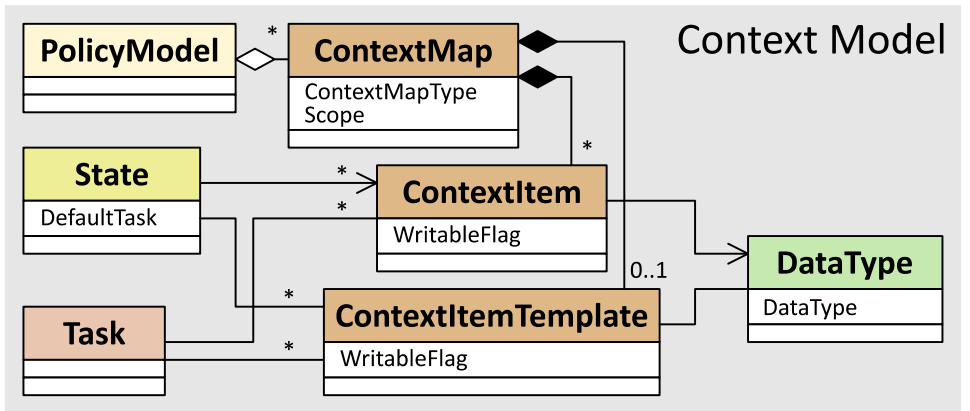 Context Model
PolicyModel
*
ContextMap
ContextMapType
Scope
*
State
DefaultTask
*
*
ContextItem
WritableFlag
0..1
DataType
DataType
Task
*
*
ContextItemTemplate
WritableFlag